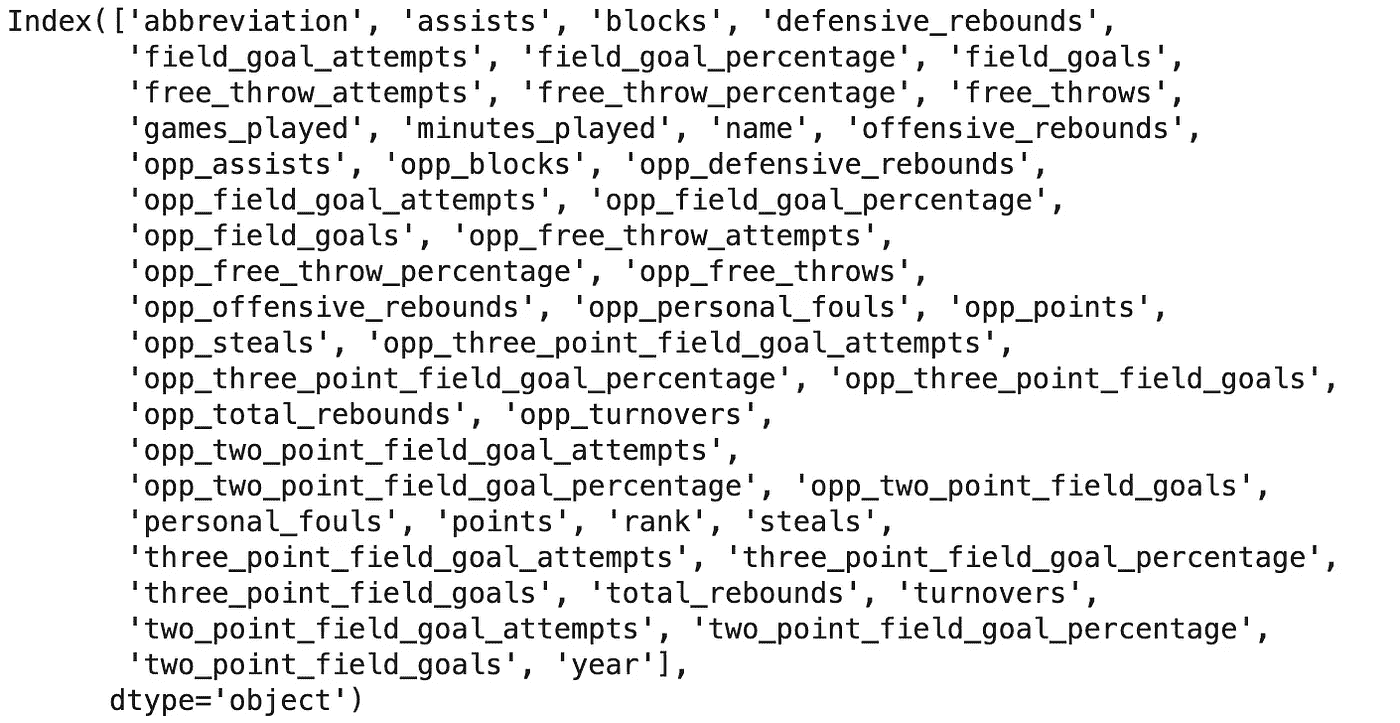 Index(['abbreviation', 'assists', 'blocks', 'defensive_rebounds',
'field_goal_attempts', 'field_goal_percentage', 'field_goals',
'free_throw_attempts', 'free_throw_percentage', 'free_throws',
'games_played', 'minutes_played', 'name', 'offensive_rebounds',
'opp_assists', 'opp_blocks', 'opp_defensive_rebounds',
'opp_field_goal_attempts', 'opp_field_goal_percentage',
'opp_field_goals', 'opp_free_throw_attempts',
'opp_free_throw_percentage', 'opp_free_throws',
'opp_offensive_rebounds', 'opp_personal_fouls', 'opp_points',
'opp_steals', 'opp_three_point_field_goal_attempts',
'opp_three_point_field_goal_percentage', 'opp_three_point_field_goals',
'opp_total_rebounds', 'opp_turnovers',
'opp_two_point_field_goal_attempts',
'opp_two_point_field_goal_percentage', 'opp_two_point_field_goals',
'personal_fouls', 'points', 'rank', 'steals',
'three_point_field_goal_attempts', 'three_point_field_goal_percentage',
'three_point_field_goals', 'total_rebounds', 'turnovers',
'two_point_field_goal_attempts', 'two_point_field_goal_percentage',
'two_point_field_goals', 'year'],
dtype='object')